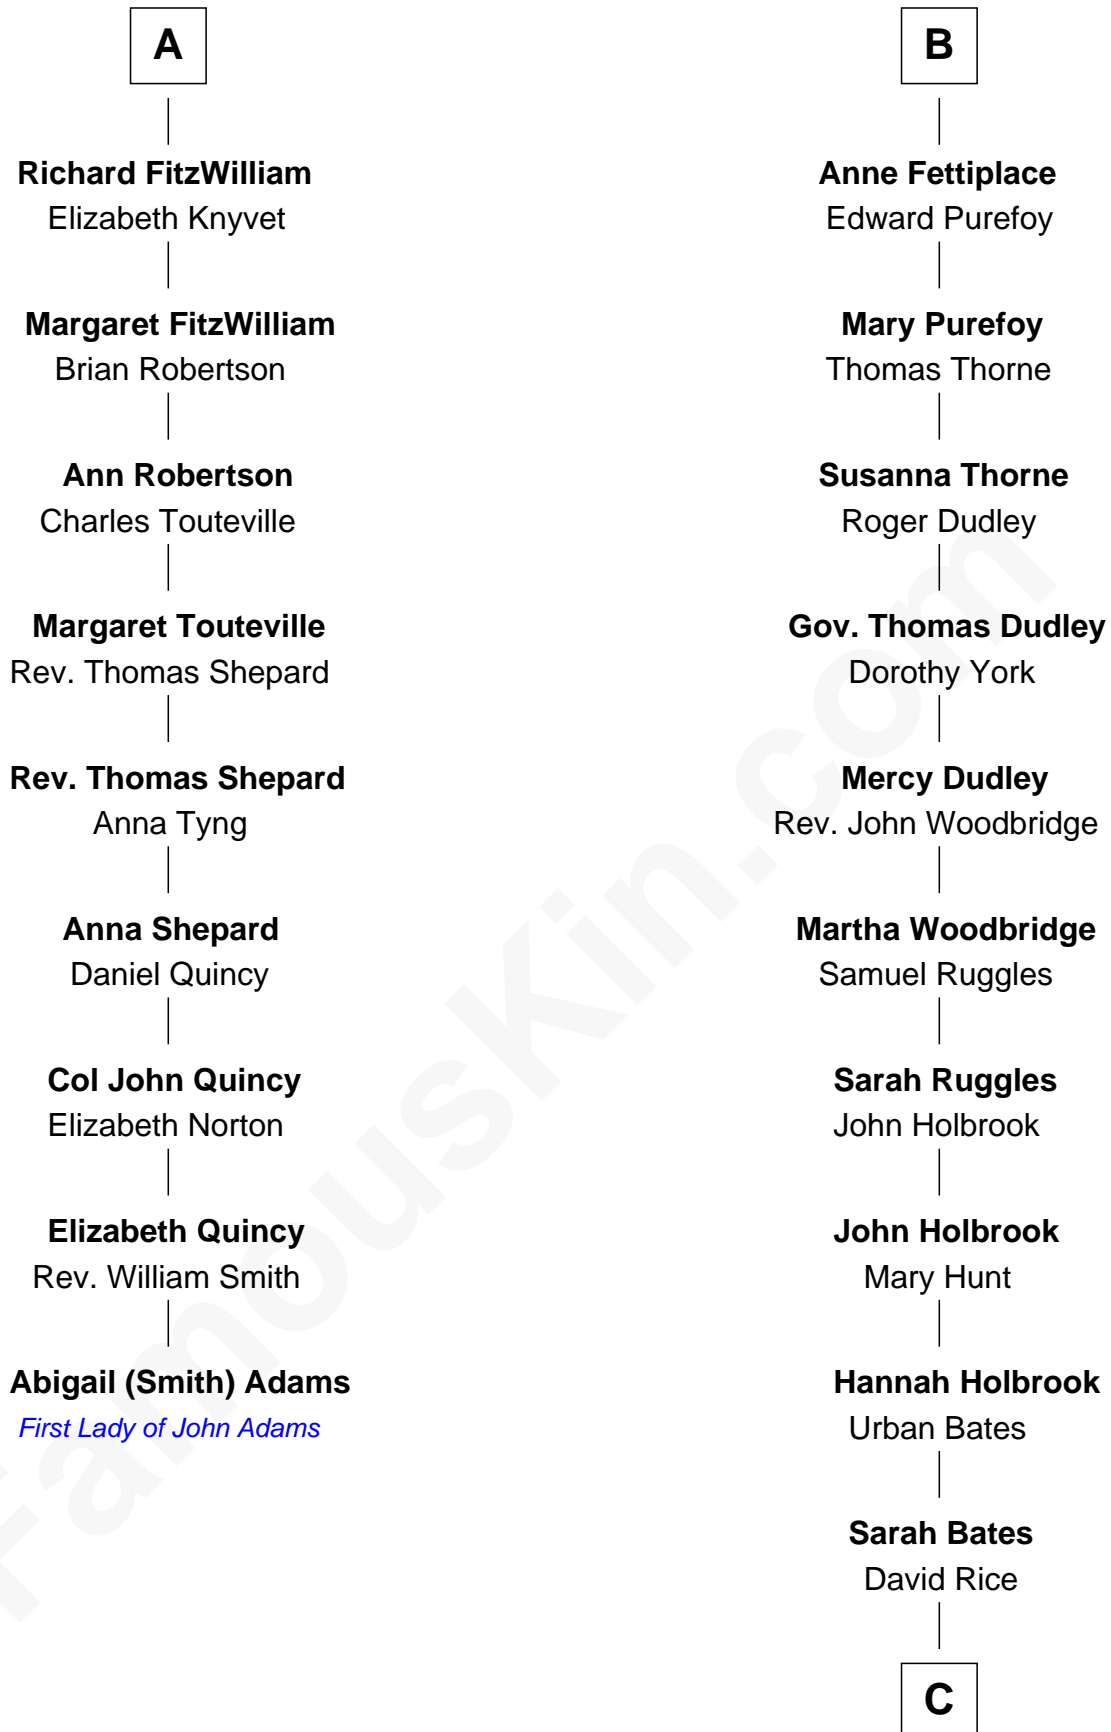 A
Richard FitzWilliam
Elizabeth Knyvet
Margaret FitzWilliam
Brian Robertson
Ann Robertson
Charles Touteville
Margaret Touteville
Rev. Thomas Shepard
Rev. Thomas Shepard
Anna Tyng
Anna Shepard
Daniel Quincy
Col John Quincy
Elizabeth Norton
Elizabeth Quincy
Rev. William Smith
Abigail (Smith) Adams
First Lady of John Adams
B
Anne Fettiplace
Edward Purefoy
Mary Purefoy
Thomas Thorne
Susanna Thorne
Roger Dudley
Gov. Thomas Dudley
Dorothy York
Mercy Dudley
Rev. John Woodbridge
Martha Woodbridge
Samuel Ruggles
Sarah Ruggles
John Holbrook
John Holbrook
Mary Hunt
Hannah Holbrook
Urban Bates
Sarah Bates
David Rice
C
FamousKin.com